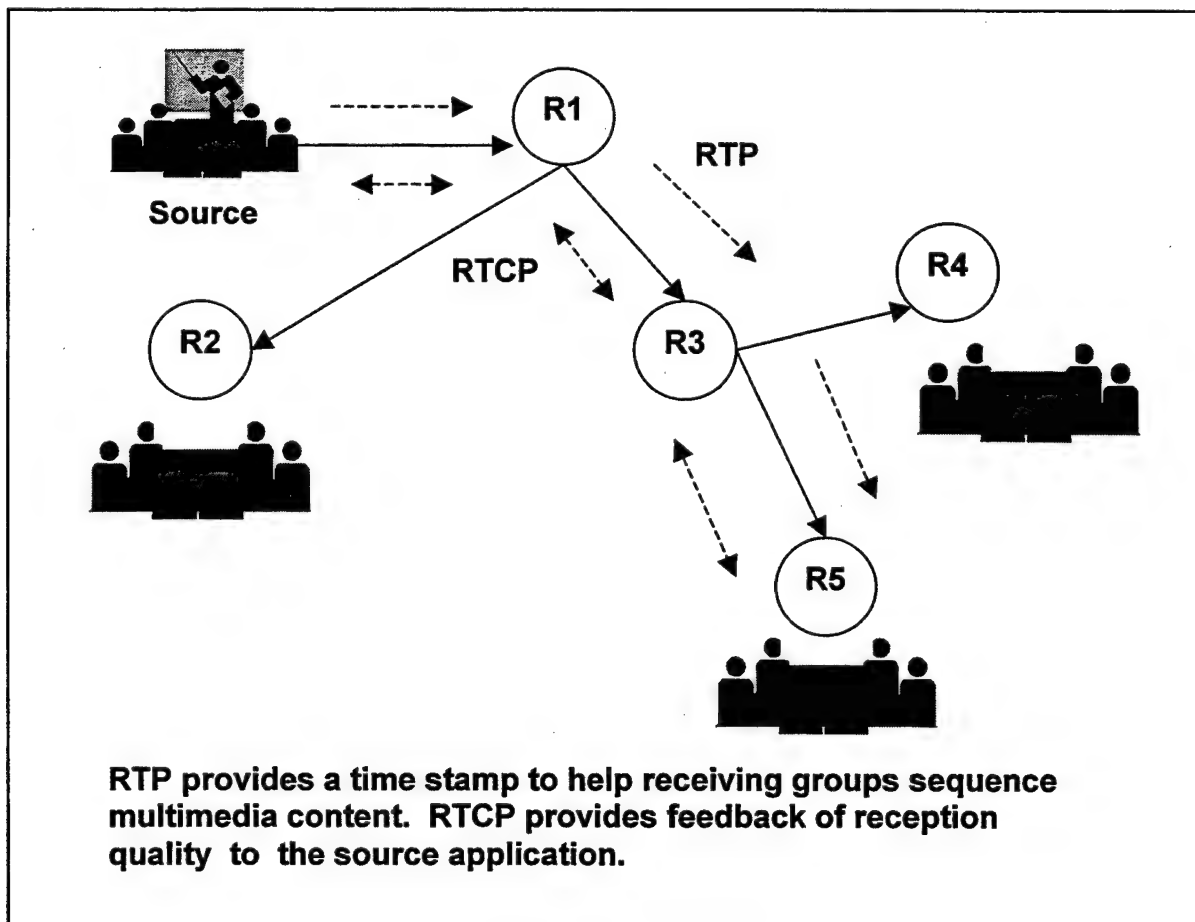 R1
RTP
Source
RTCP
R4
R2
R3
R5
RTP provides a time stamp to help receiving groups sequence
multimedia content. RTCP provides feedback of reception
quality to the source application.